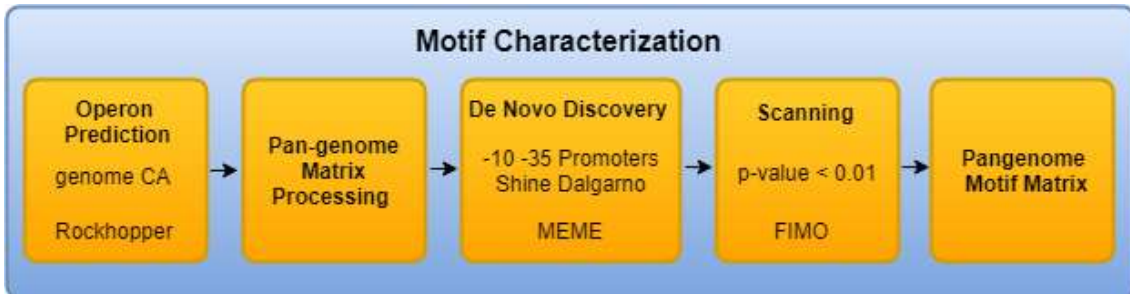 Motif Characterization
Operon
Prediction
genome CA
Rockhopper
Pan-genome
Matrix
Processing
De Novo Discovery
-10 -35 Promoters
Shine Dalgarno
MEME
Scanning
p-value < 0.01
FIMO
Pangenome
Motif Matrix